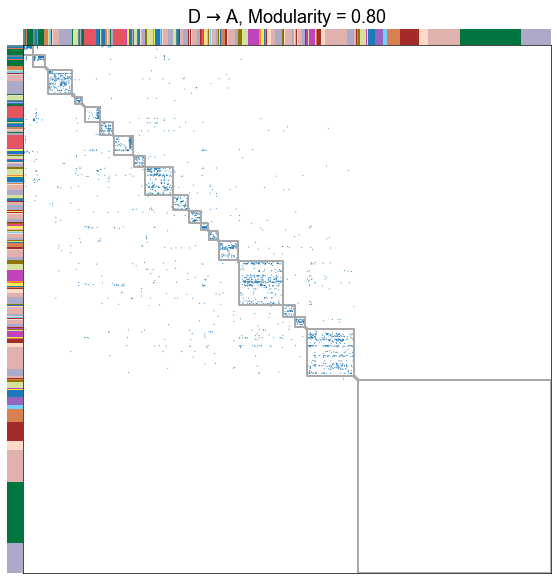 D → A, Modularity = 0.80